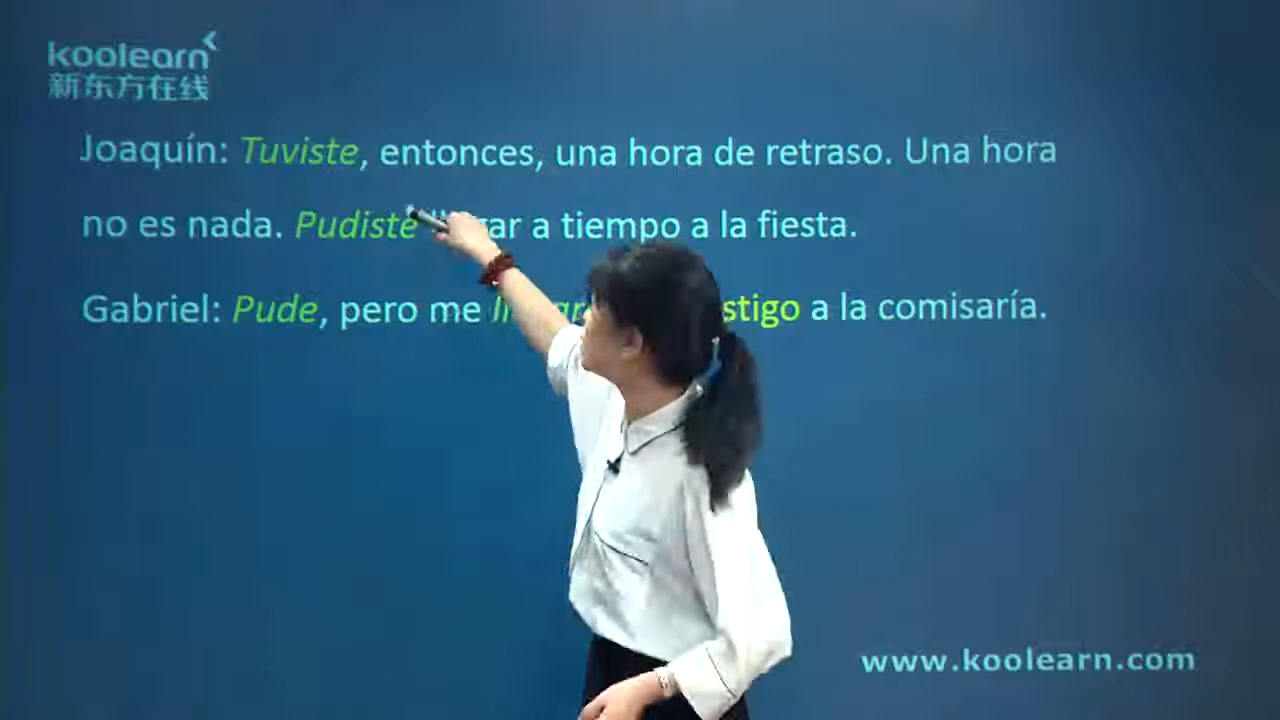 koolearn
新东方在线
Joaquín: Tuviste, entonces, una hora de retraso. Una hora
no es nada. Pudiste a tiempo a la fiesta.
Gabriel: Pude, pero me a la comisaría.
www.koolearn.com